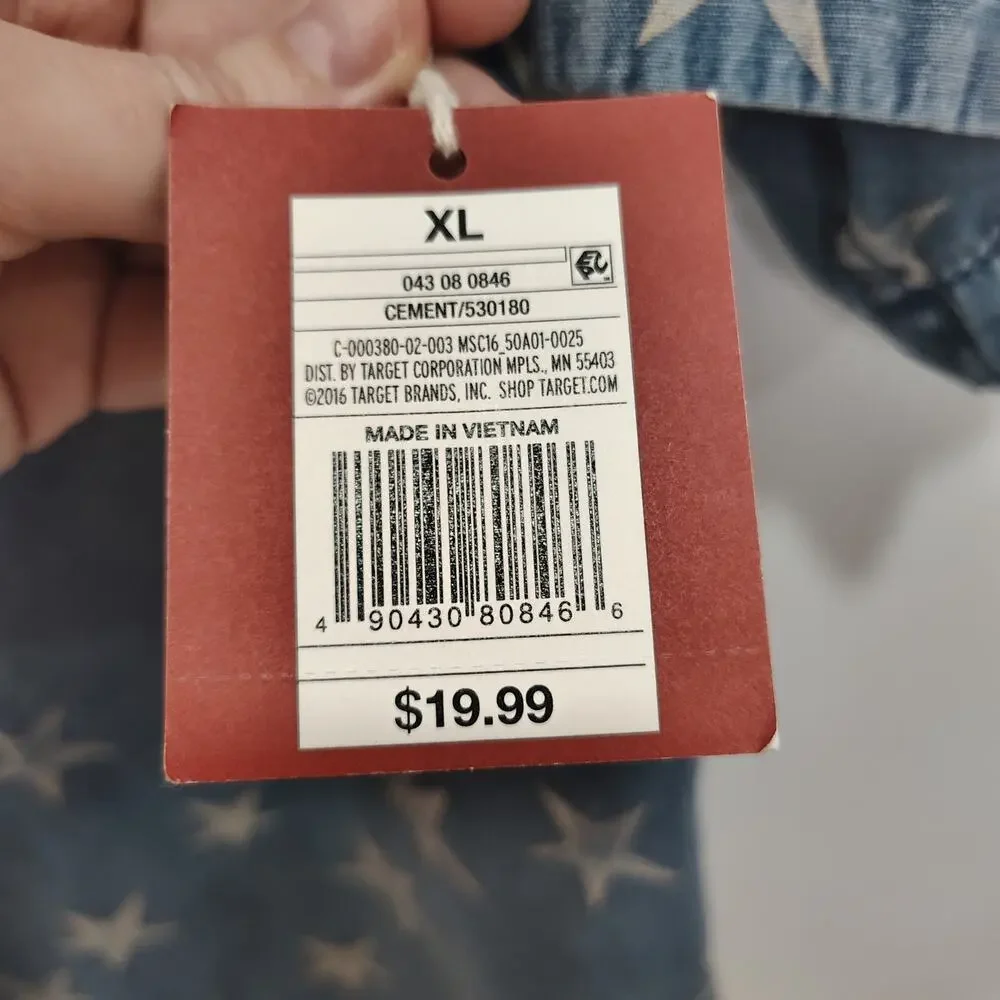 XL
043 08 0846
CEMENT/530180
C-000380-02-003 MSC16_50A01-0025
DIST. BY TARGET CORPORATION MPLS., MN 55403
©2016 TARGET BRANDS, INC. SHOP TARGET.COM
MADE IN VIETNAM
4 90430 80846 6
$19.99